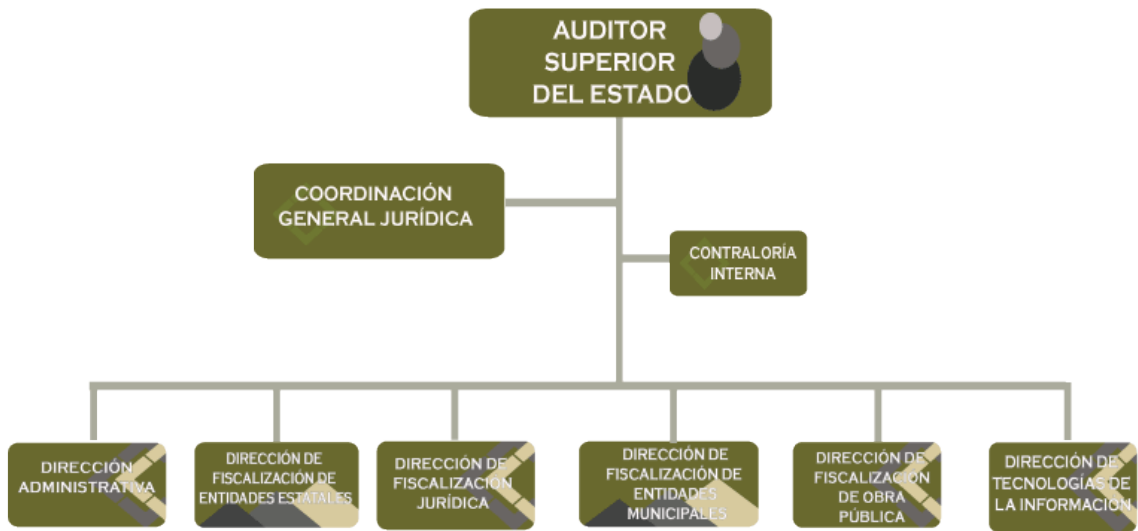 AUDITOR
SUPERIOR
DEL ESTADO
COORDINACIÓN
GENERAL JURÍDICA
CONTRALORÍA
INTERNA
DIRECCIÓN
ADMINISTRATIVA
DIRECCIÓN DE
FISCALIZACIÓN DE
ENTIDADES ESTATALES
DIRECCIÓN DE
FISCALIZACIÓN
JURÍDICA
DIRECCIÓN DE
FISCALIZACIÓN DE
ENTIDADES
MUNICIPALES
DIRECCIÓN DE
FISCALIZACIÓN
DE OBRA
PÚBLICA
DIRECCIÓN DE
TECNOLOGÍAS DE
LA INFORMACIÓN